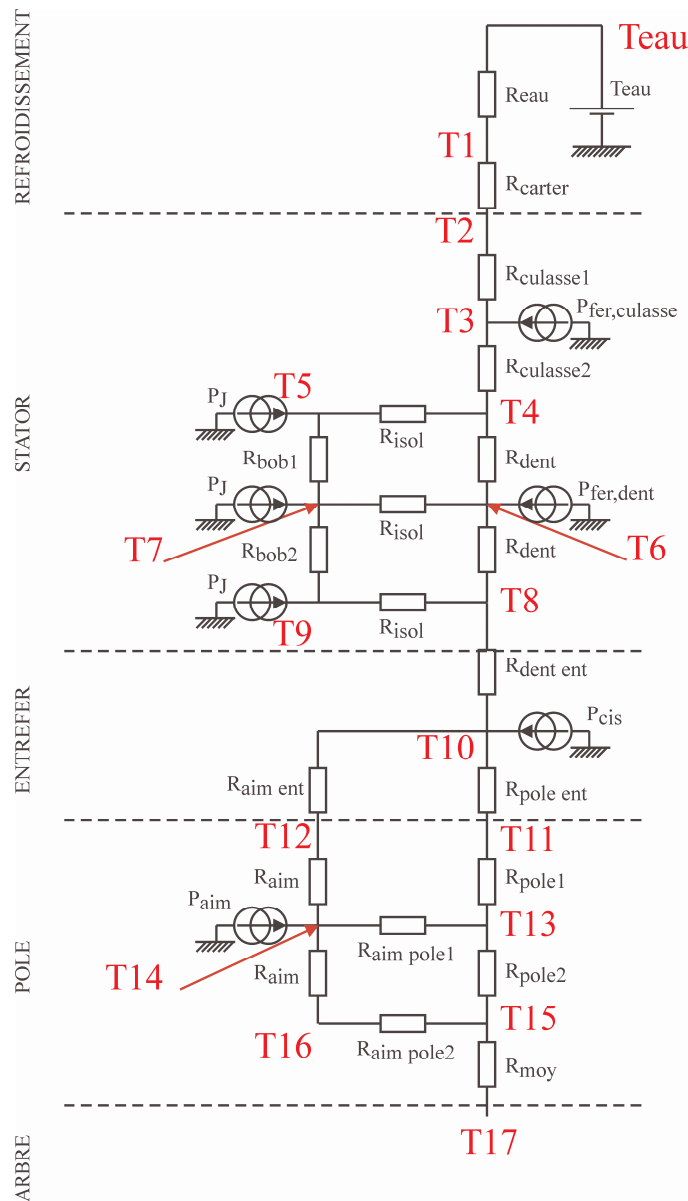 Teau
Teau
Reau
T1
Rcarter
REFROIDISSEMENT
T2
Rculasse1
Pfer,culasse
T3
Rculasse2
PJ
T5
T4
Risol
Rbob1
Rdent
STATOR
PJ
Pfer,dent
Risol
T7
T6
Rbob2
Rdent
PJ
T8
T9
Risol
Rdent ent
ENTREFER
Pcis
T10
Raim ent
Rpole ent
T12
T11
Raim
Rpole1
Paim
T13
Raim pole1
POLE
T14
Raim
Rpole2
T15
T16
Raim pole2
Rmoy
T17
ARBRE